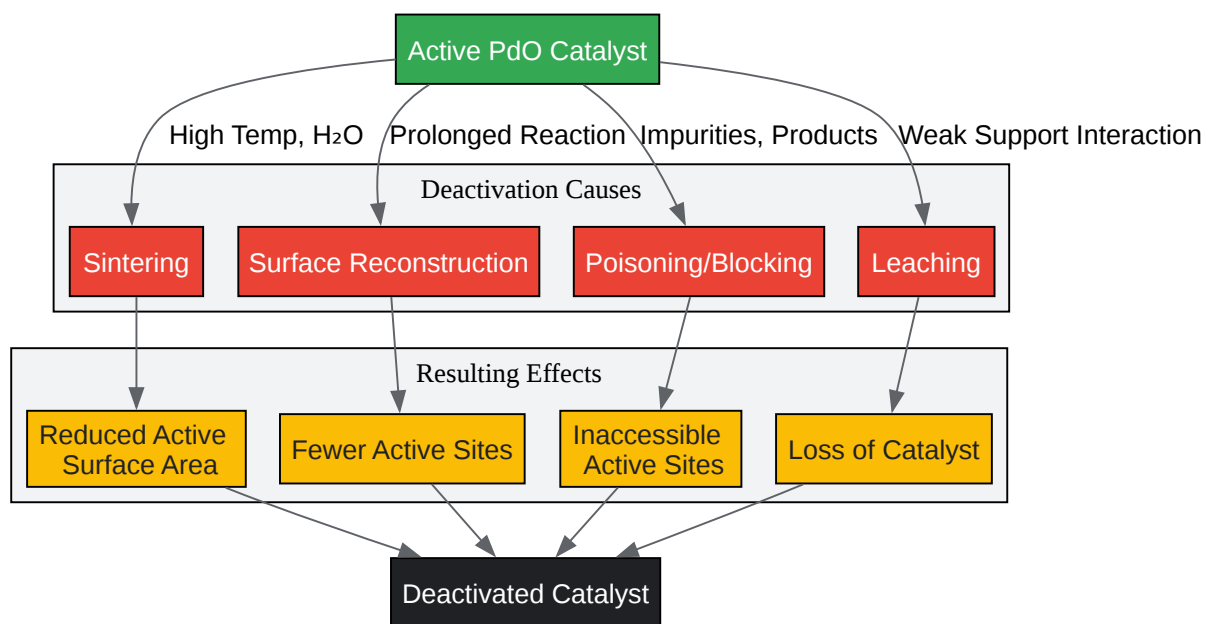 Active PdO Catalyst
High Temp, H₂O
Prolonged Reaction
Impurities, Products
Weak Support Interaction
Deactivation Causes
Sintering
Surface Reconstruction
Poisoning/Blocking
Leaching
Resulting Effects
Reduced Active
Surface Area
Fewer Active Sites
Inaccessible
Active Sites
Loss of Catalyst
Deactivated Catalyst